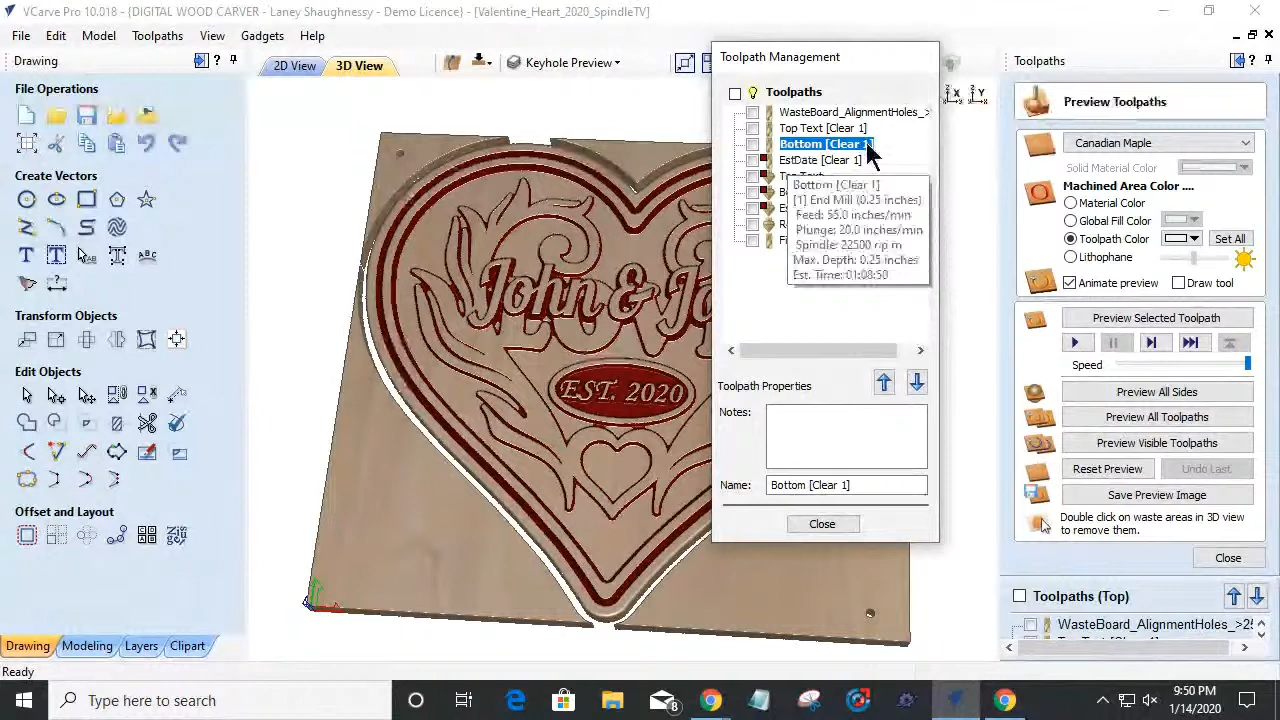 VCarve Pro 10.018 - {DIGITAL WOOD CARVER - Laney Shaughnessy - Demo Licence} - [Valentine_Heart_2020_SpindleTV]
File Edit Model Toolpaths View Gadgets Help
Drawing
File Operations
Create Vectors
Transform Objects
Edit Objects
Offset and Layout
Drawing Modeling Layers Clipart
Ready
2D View 3D View
Keyhole Preview
John &
EST. 2020
Toolpath Management
Toolpaths
WasteBoard_AlignmentHoles_>
Top Text [Clear 1]
Bottom [Clear 1]
EstDate [Clear 1]
Bottom [Clear 1]
[1] End Mill (0.25 inches)
Feed: 55.0 inches/min
Plunge: 20.0 inches/min
Spindle: 22500 r.p.m
Max. Depth: 0.25 inches
Est. Time: 01:08:50
Toolpath Properties
Notes:
Name: Bottom [Clear 1]
Close
Toolpaths
Preview Toolpaths
Canadian Maple
Solid Material Color
Machined Area Color ....
Material Color
Global Fill Color
Toolpath Color Set All
Lithophane
Animate preview Draw tool
Preview Selected Toolpath
Speed
Preview All Sides
Preview All Toolpaths
Preview Visible Toolpaths
Reset Preview Undo Last
Save Preview Image
Double click on waste areas in 3D view
to remove them.
Close
Toolpaths (Top)
WasteBoard_AlignmentHoles_>25
Type here to search
8
9:50 PM
1/14/2020